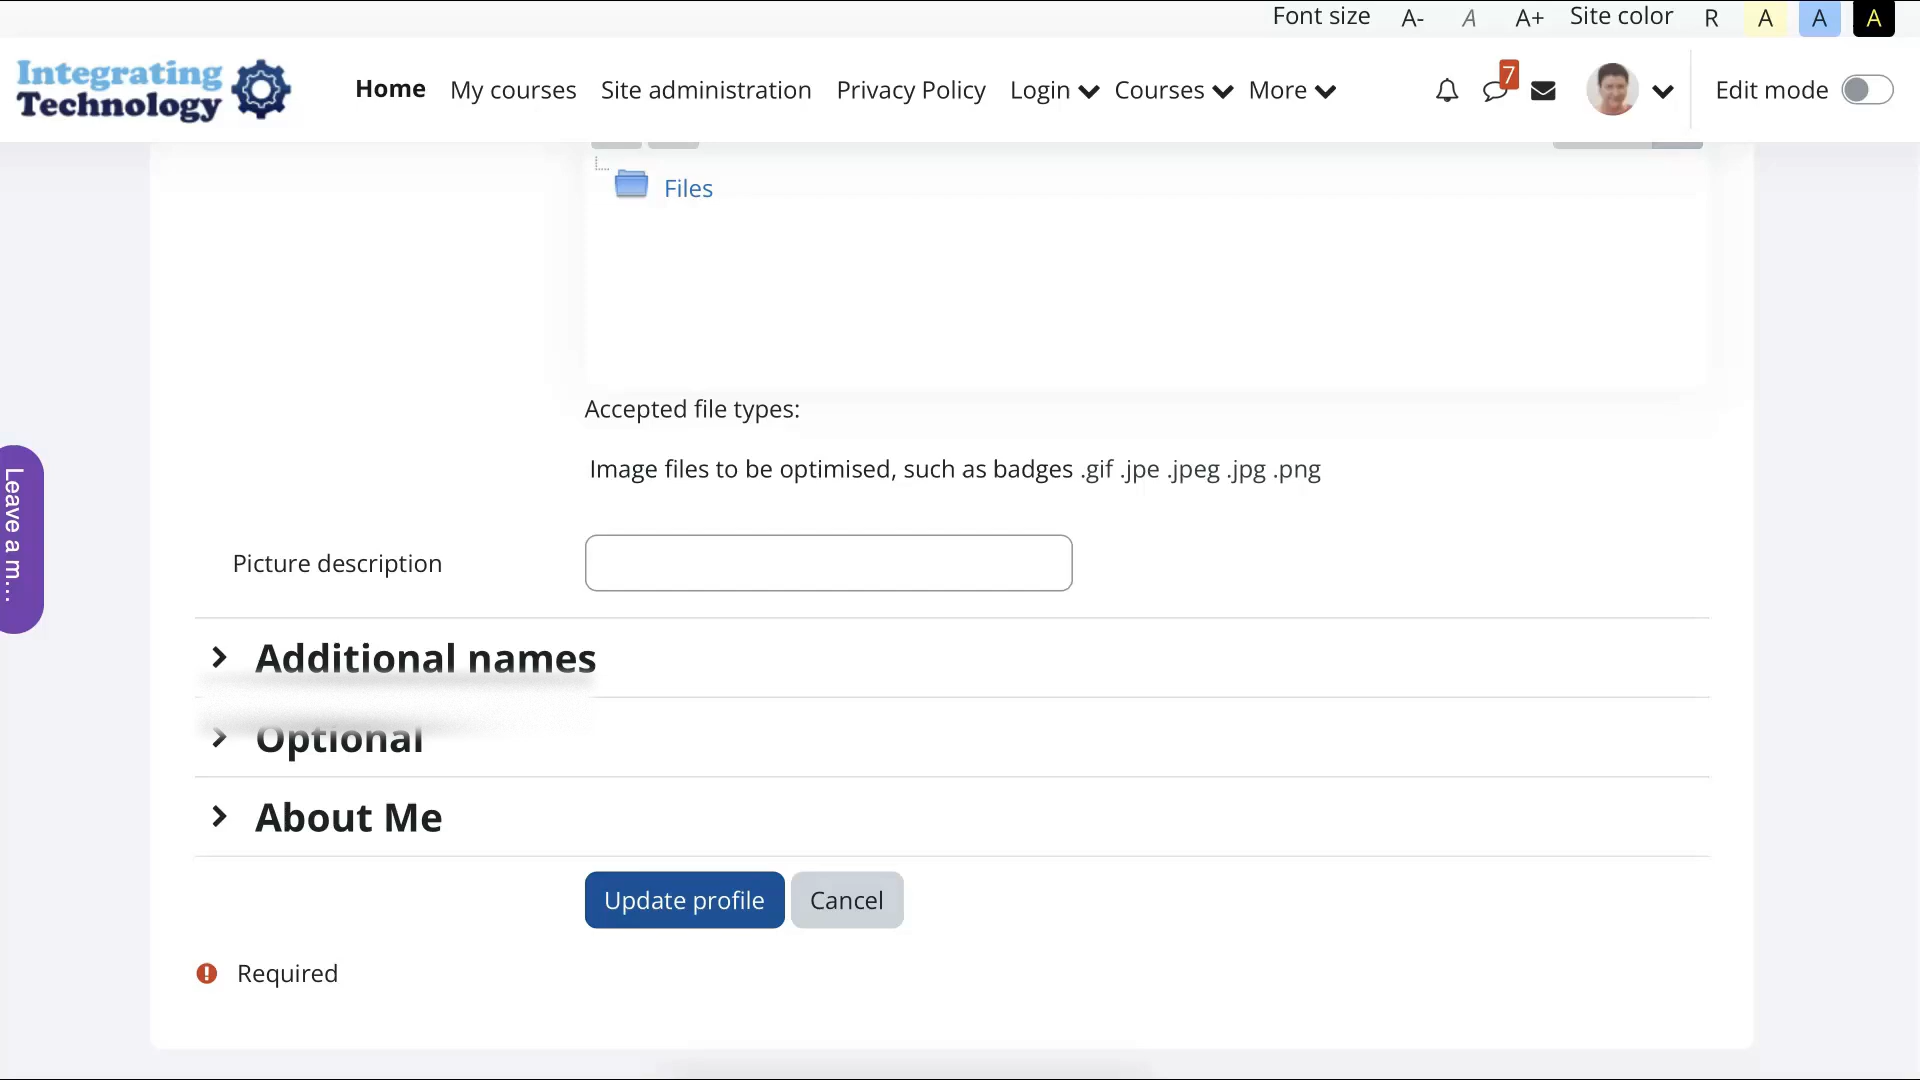 Font size A- A A+ Site color R A A A
Integrating
Technology
Home My courses Site administration Privacy Policy Login Courses More 7 Edit mode
Files
Accepted file types:
Image files to be optimised, such as badges .gif .jpe .jpeg .jpg .png
Leave a m...
Picture description
Additional names
Optional
About Me
Update profile Cancel
Required